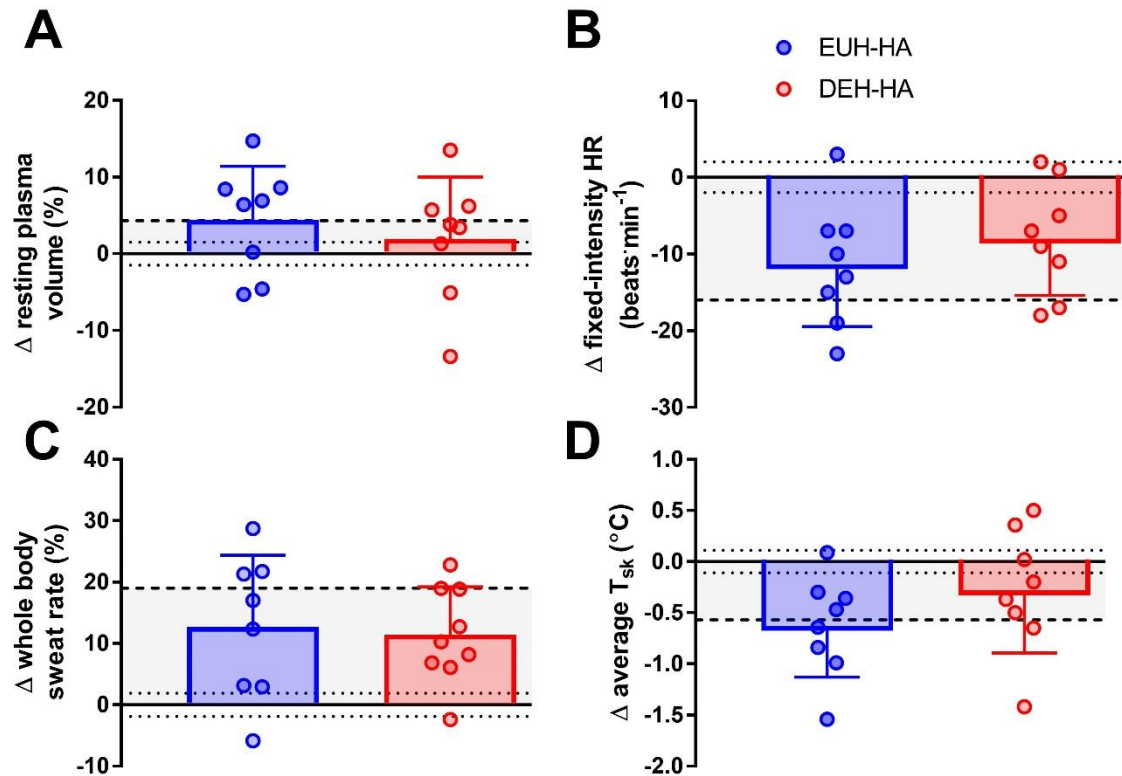 A
B
EUH-HA
DEH-HA
Δ resting plasma
volume (%)
20
10
0
-10
-20
Δ fixed-intensity HR
(beats·min⁻¹)
10
0
-10
-20
-30
C
D
Δ whole body
sweat rate (%)
40
30
20
10
0
-10
Δ average Tsk (°C)
1.0
0.5
0.0
-0.5
-1.0
-1.5
-2.0